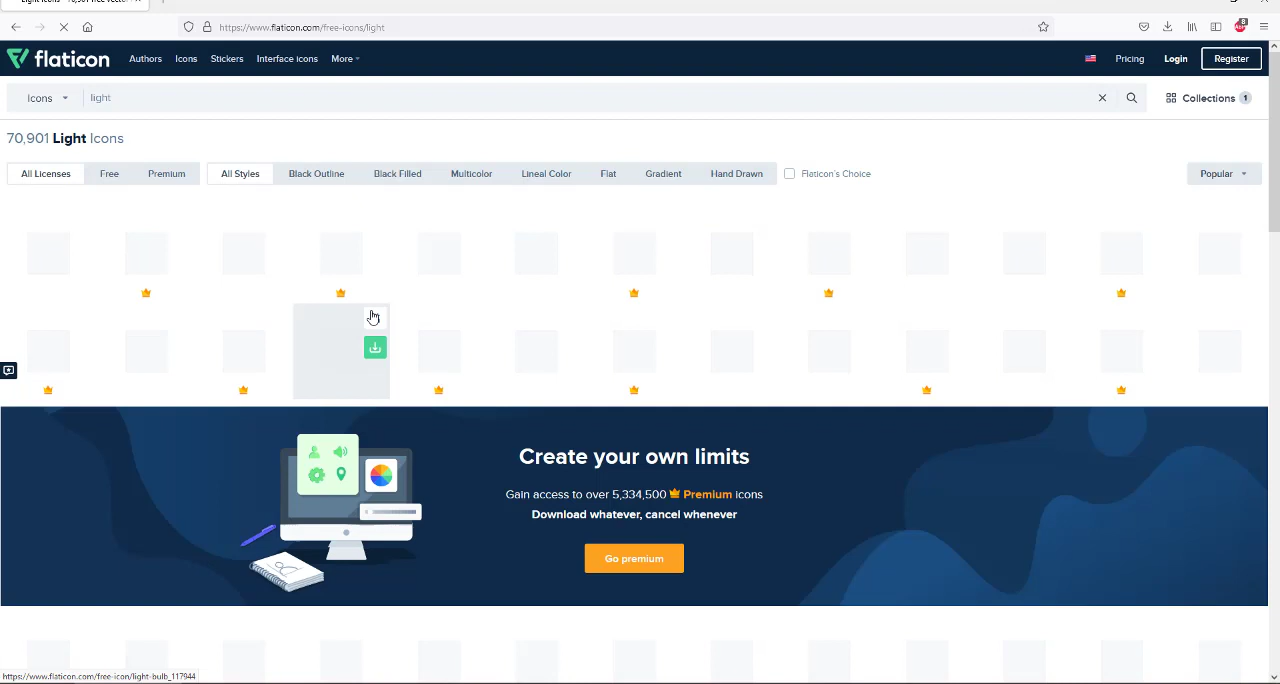 https://www.flaticon.com/free-icons/light
8
flaticon
Authors
Icons
Stickers
Interface icons
More
Pricing
Login
Register
Icons
light
Collections 1
70,901 Light Icons
All Licenses
Free
Premium
All Styles
Black Outline
Black Filled
Multicolor
Lineal Color
Flat
Gradient
Hand Drawn
Flaticon's Choice
Popular
Create your own limits
Gain access to over 5,334,500 Premium icons
Download whatever, cancel whenever
Go premium
https://www.flaticon.com/free-icon/light-bulb_117944